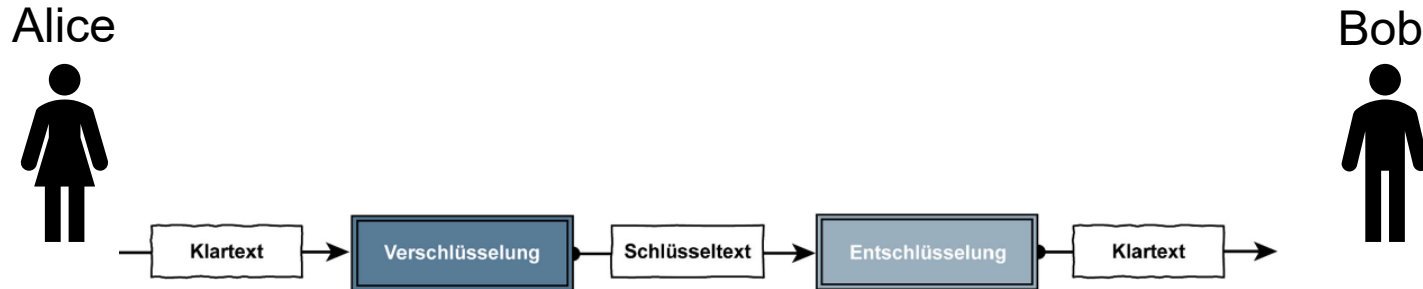 Alice
Bob
Klartext
Verschlüsselung
Schlüsseltext
Entschlüsselung
Klartext